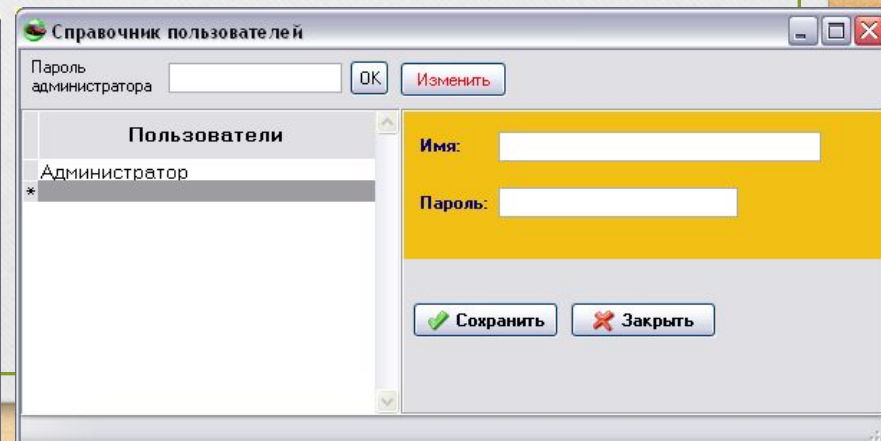 Справочник пользователей
Пароль
администратора
OK
Изменить
Пользователи
Имя:
Администратор
*
Пароль:
Сохранить
Закрыть